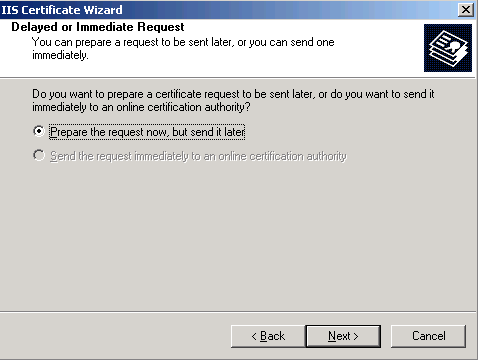 IIS Certificate Wizard
Delayed or Immediate Request
You can prepare a request to be sent later, or you can send one
immediately.
Do you want to prepare a certificate request to be sent later, or do you want to send it
immediately to an online certification authority?
Prepare the request now, but send it later
Send the request immediately to an online certification authority
< Back
Next >
Cancel